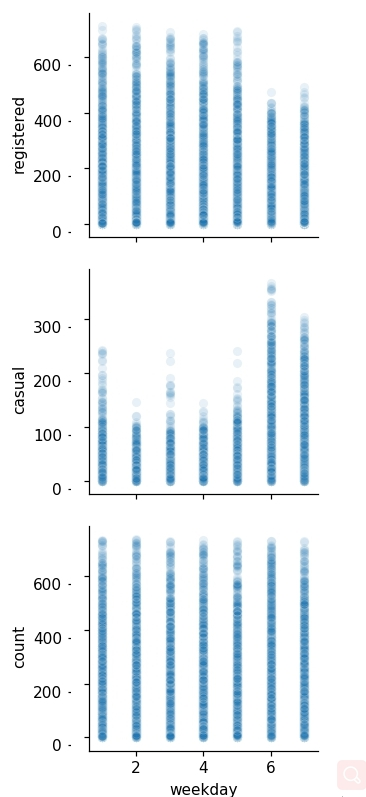 600 -
400 -
200 -
0 -
registered
300 -
200 -
100 -
0 -
casual
600 -
400 -
200 -
0 -
count
2 4 6
weekday